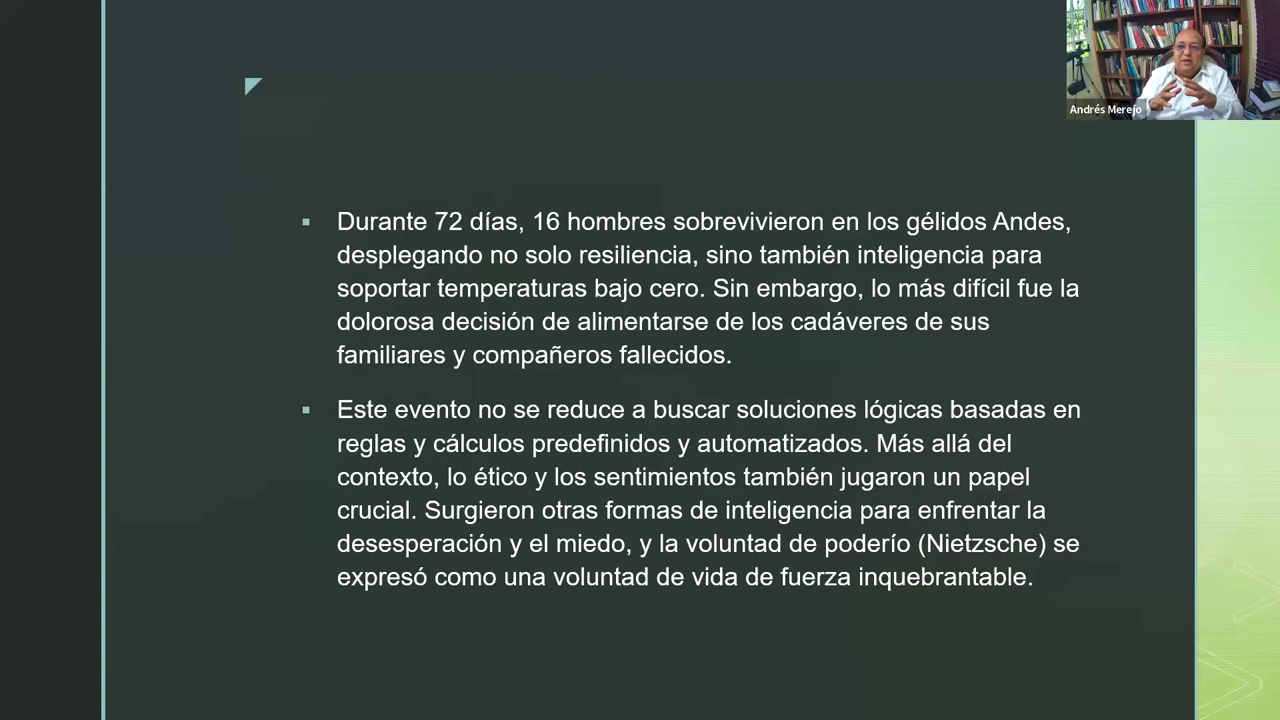 Andrés Merejo
Durante 72 días, 16 hombres sobrevivieron en los gélidos Andes,
desplegando no solo resiliencia, sino también inteligencia para
soportar temperaturas bajo cero. Sin embargo, lo más difícil fue la
dolorosa decisión de alimentarse de los cadáveres de sus
familiares y compañeros fallecidos.
Este evento no se reduce a buscar soluciones lógicas basadas en
reglas y cálculos predefinidos y automatizados. Más allá del
contexto, lo ético y los sentimientos también jugaron un papel
crucial. Surgieron otras formas de inteligencia para enfrentar la
desesperación y el miedo, y la voluntad de poderío (Nietzsche) se
expresó como una voluntad de vida de fuerza inquebrantable.